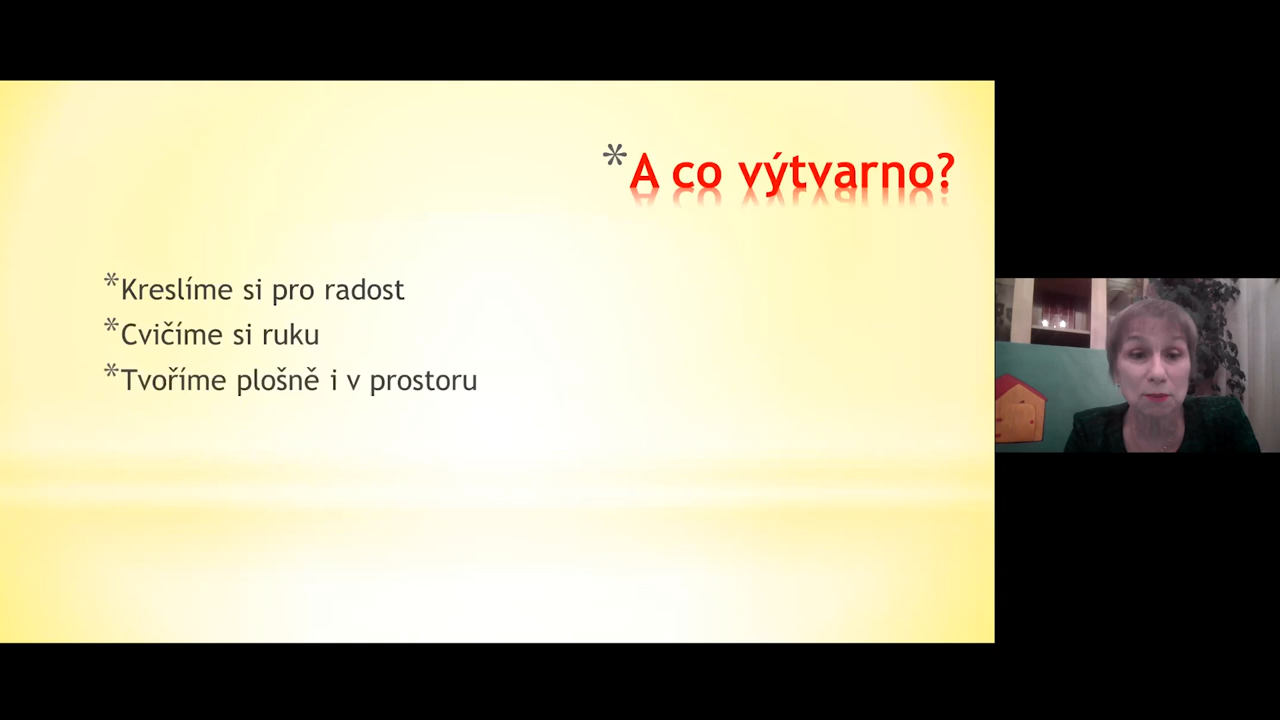 *A co výtvarno?
*Kreslíme si pro radost
*Cvičíme si ruku
*Tvoříme plošně i v prostoru